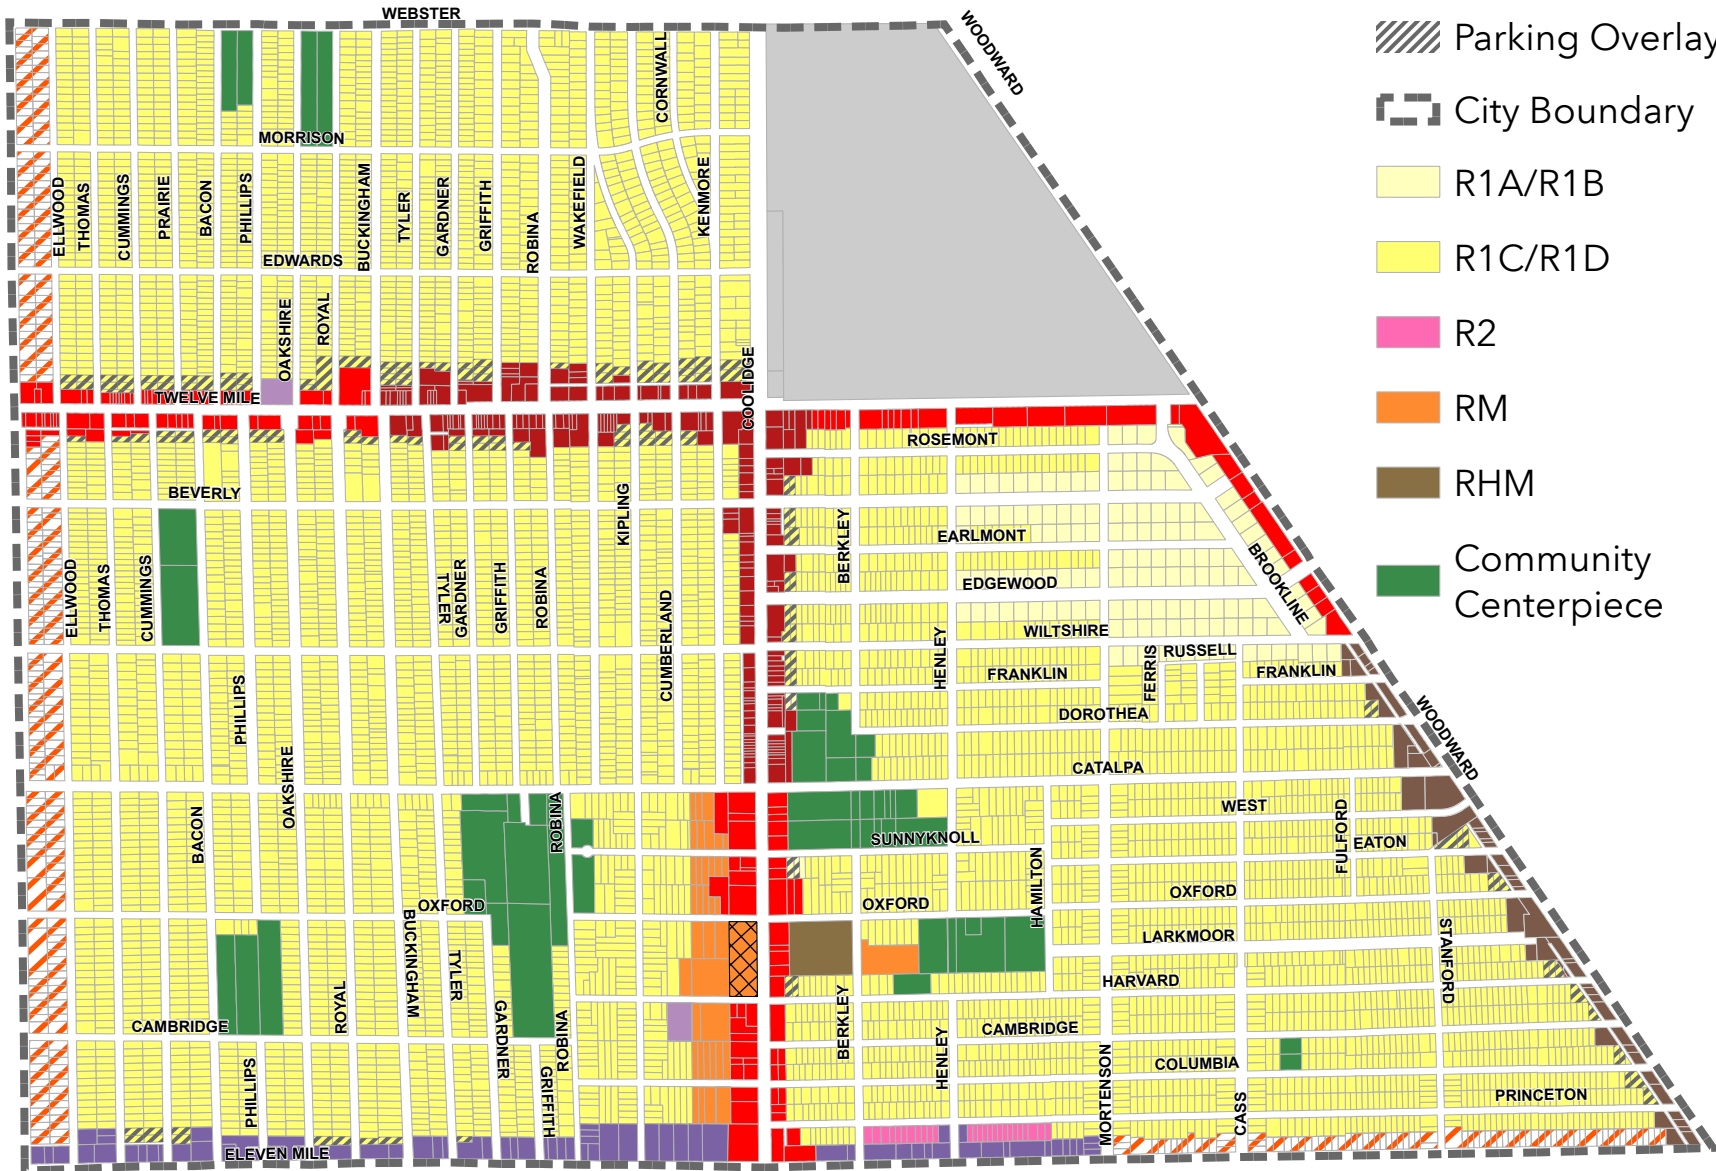 WEBSTER
WOODWARD
Parking Overlay
City Boundary
R1A/R1B
R1C/R1D
R2
RM
RHM
Community
Centerpiece
CORNWALL
MORRISON
ELLWOOD
THOMAS
CUMMINGS
PRAIRIE
BACON
PHILLIPS
BUCKINGHAM
TYLER
GARDNER
GRIFFITH
ROBINA
WAKEFIELD
KENMORE
EDWARDS
OAKSHIRE
ROYAL
COOLIDGE
TWELVE MILE
ROSEMONT
BEVERLY
KIPLING
BERKLEY
EARLMONT
EDGEWOOD
BROOKLINE
ELLWOOD
THOMAS
CUMMINGS
TYLER
GARDNER
GRIFFITH
ROBINA
CUMBERLAND
WILTSHIRE
HENLEY
FERRIS
RUSSELL
FRANKLIN
FRANKLIN
PHILLIPS
DOROTHEA
WOODWARD
OAKSHIRE
CATALPA
BACON
ROBINA
WEST
FULFORD
SUNNYKNOLL
EATON
HAMILTON
OXFORD
OXFORD
OXFORD
BUCKINGHAM
TYLER
LARKMOOR
STANFORD
HARVARD
ROYAL
CAMBRIDGE
GARDNER
ROBINA
BERKLEY
HENLEY
CAMBRIDGE
COLUMBIA
PHILLIPS
GRIFFITH
MORTENSON
CASS
PRINCETON
ELEVEN MILE